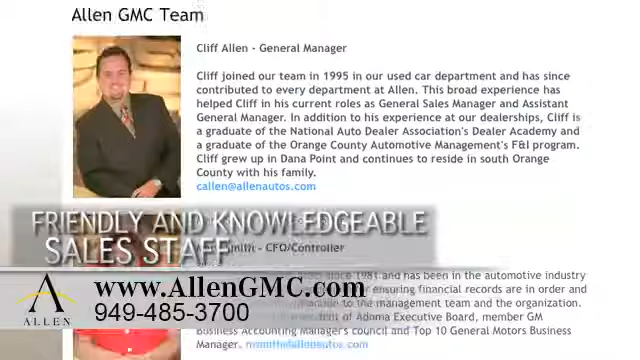 Allen GMC Team
Cliff Allen - General Manager
Cliff joined our team in 1995 in our used car department and has since
contributed to every department at Allen. This broad experience has
helped Cliff in his current roles as General Sales Manager and Assistant
General Manager. In addition to his experience at our dealerships, Cliff is
a graduate of the National Auto Dealer Association's Dealer Academy and
a graduate of the Orange County Automotive Management's F&I program.
Cliff grew up in Dana Point and continues to reside in south Orange
County with his family.
callen@allenautos.com
FRIENDLY AND KNOWLEDGEABLE
SALES STAFF
Smith - CFO/Controller
since 1981 and has been in the automotive industry
ensuring financial records are in order and
to the management team and the organization.
of Adoma Executive Board, member GM
Business Accounting Manager's council and Top 10 General Motors Business
Manager.
www.AllenGMC.com
949-485-3700
ALLEN